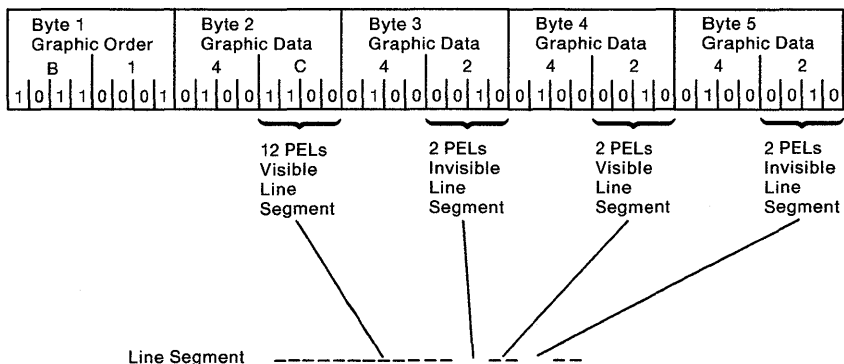 Byte 1 Byte 2 Byte 3 Byte 4 Byte 5
Graphic Order Graphic Data Graphic Data Graphic Data Graphic Data
B 1 4 C 4 2 4 2 4 2
1 0 1 1 0 0 0 1 0 1 0 0 1 1 0 0 0 1 0 0 0 0 1 0 0 1 0 0 0 0 1 0 0 1 0 0 0 0 1 0
12 PELs 2 PELs 2 PELs 2 PELs
Visible Invisible Visible Invisible
Line Line Line Line
Segment Segment Segment Segment
Line Segment